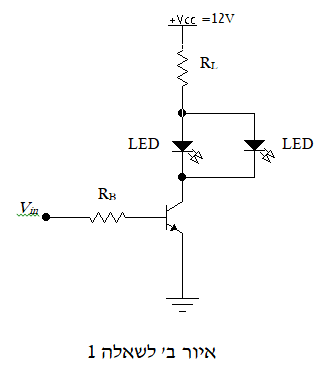 +Vcc =12V
RL
LED LED
RB
Vin
איור ב' לשאלה 1